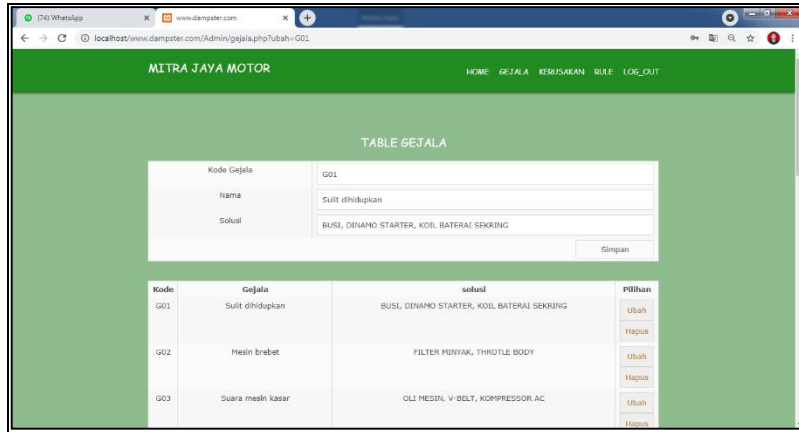 (74) WhatsApp
www.dampster.com
localhost/www.dampster.com/Admin/gejala.php?ubah=G01
MITRA JAYA MOTOR
HOME GEJALA KERUSAKAN RULE LOG_OUT
TABLE GEJALA
Kode Gejala G01
Nama Sulit dihidupkan
Solusi BUSI, DINAMO STARTER, KOIL BATERAI SEKRING
Simpan
Kode Gejala solusi Pilihan
G01 Sulit dihidupkan BUSI, DINAMO STARTER, KOIL BATERAI SEKRING Ubah
Hapus
G02 Mesin brebet FILTER MINYAK, THROTLE BODY Ubah
Hapus
G03 Suara mesin kasar OLI MESIN, V-BELT, KOMPRESSOR AC Ubah
Hapus